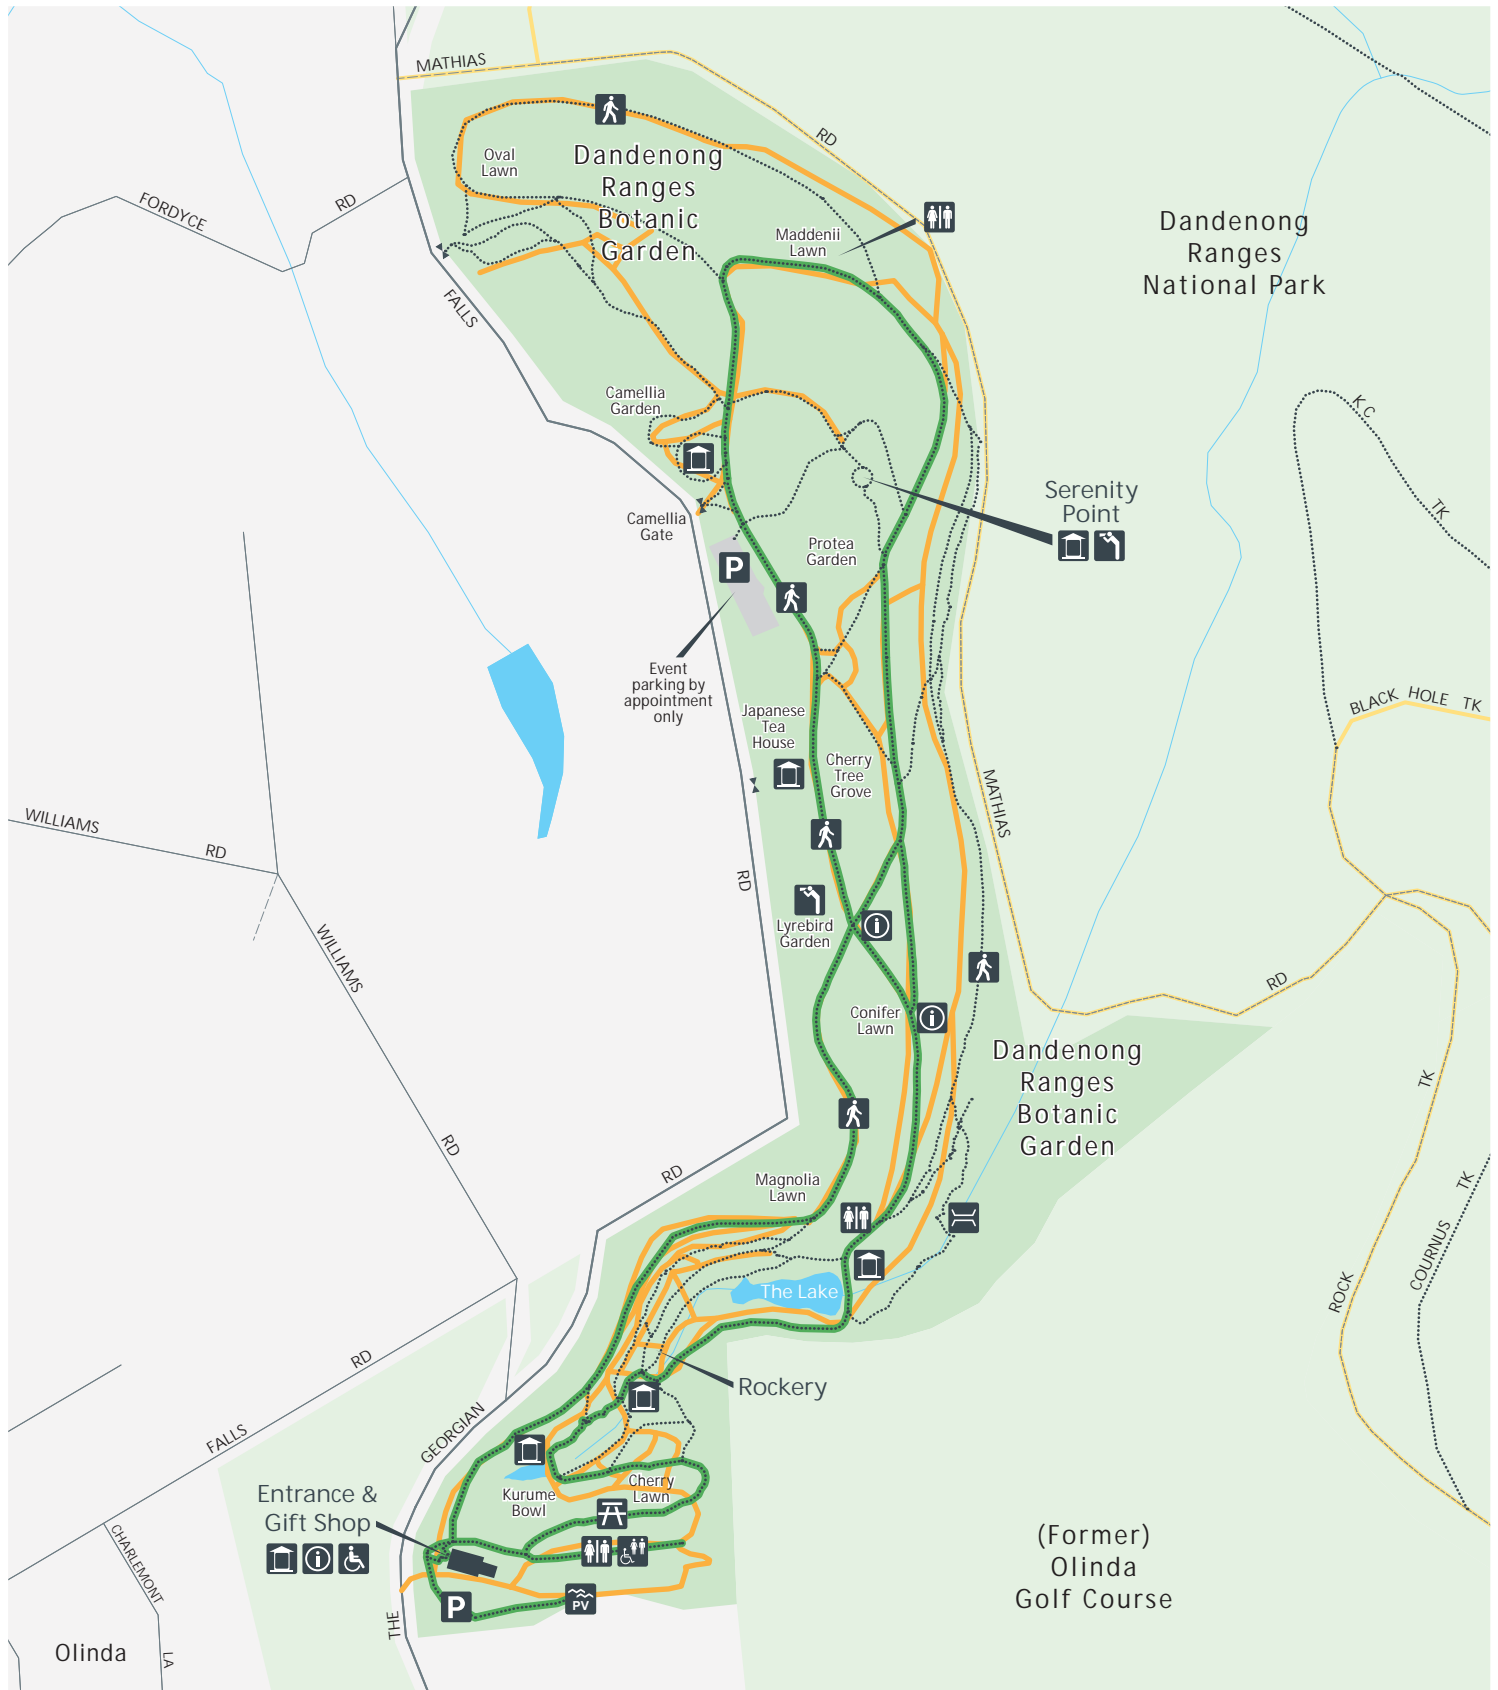 MATHIAS
RD
Oval
Lawn
Dandenong
Ranges
Botanic
Garden
FORDYCE
RD
Maddenii
Lawn
Dandenong
Ranges
National Park
FALLS
Camellia
Garden
K C
TK
Serenity
Point
Camellia
Gate
Protea
Garden
P
Event
parking by
appointment
only
BLACK HOLE TK
Japanese
Tea
House
Cherry
Tree
Grove
MATHIAS
WILLIAMS
RD
RD
Lyrebird
Garden
i
WILLIAMS
RD
Conifer
Lawn
i
Dandenong
Ranges
Botanic
Garden
TK
RD
RD
Magnolia
Lawn
TK
The Lake
COURNUS
ROCK
RD
Rockery
GEORGIAN
FALLS
Kurume
Bowl
Cherry
Lawn
Entrance &
Gift Shop
i
CHARLEMONT
(Former)
Olinda
Golf Course
P
PV
THE
Olinda
LA